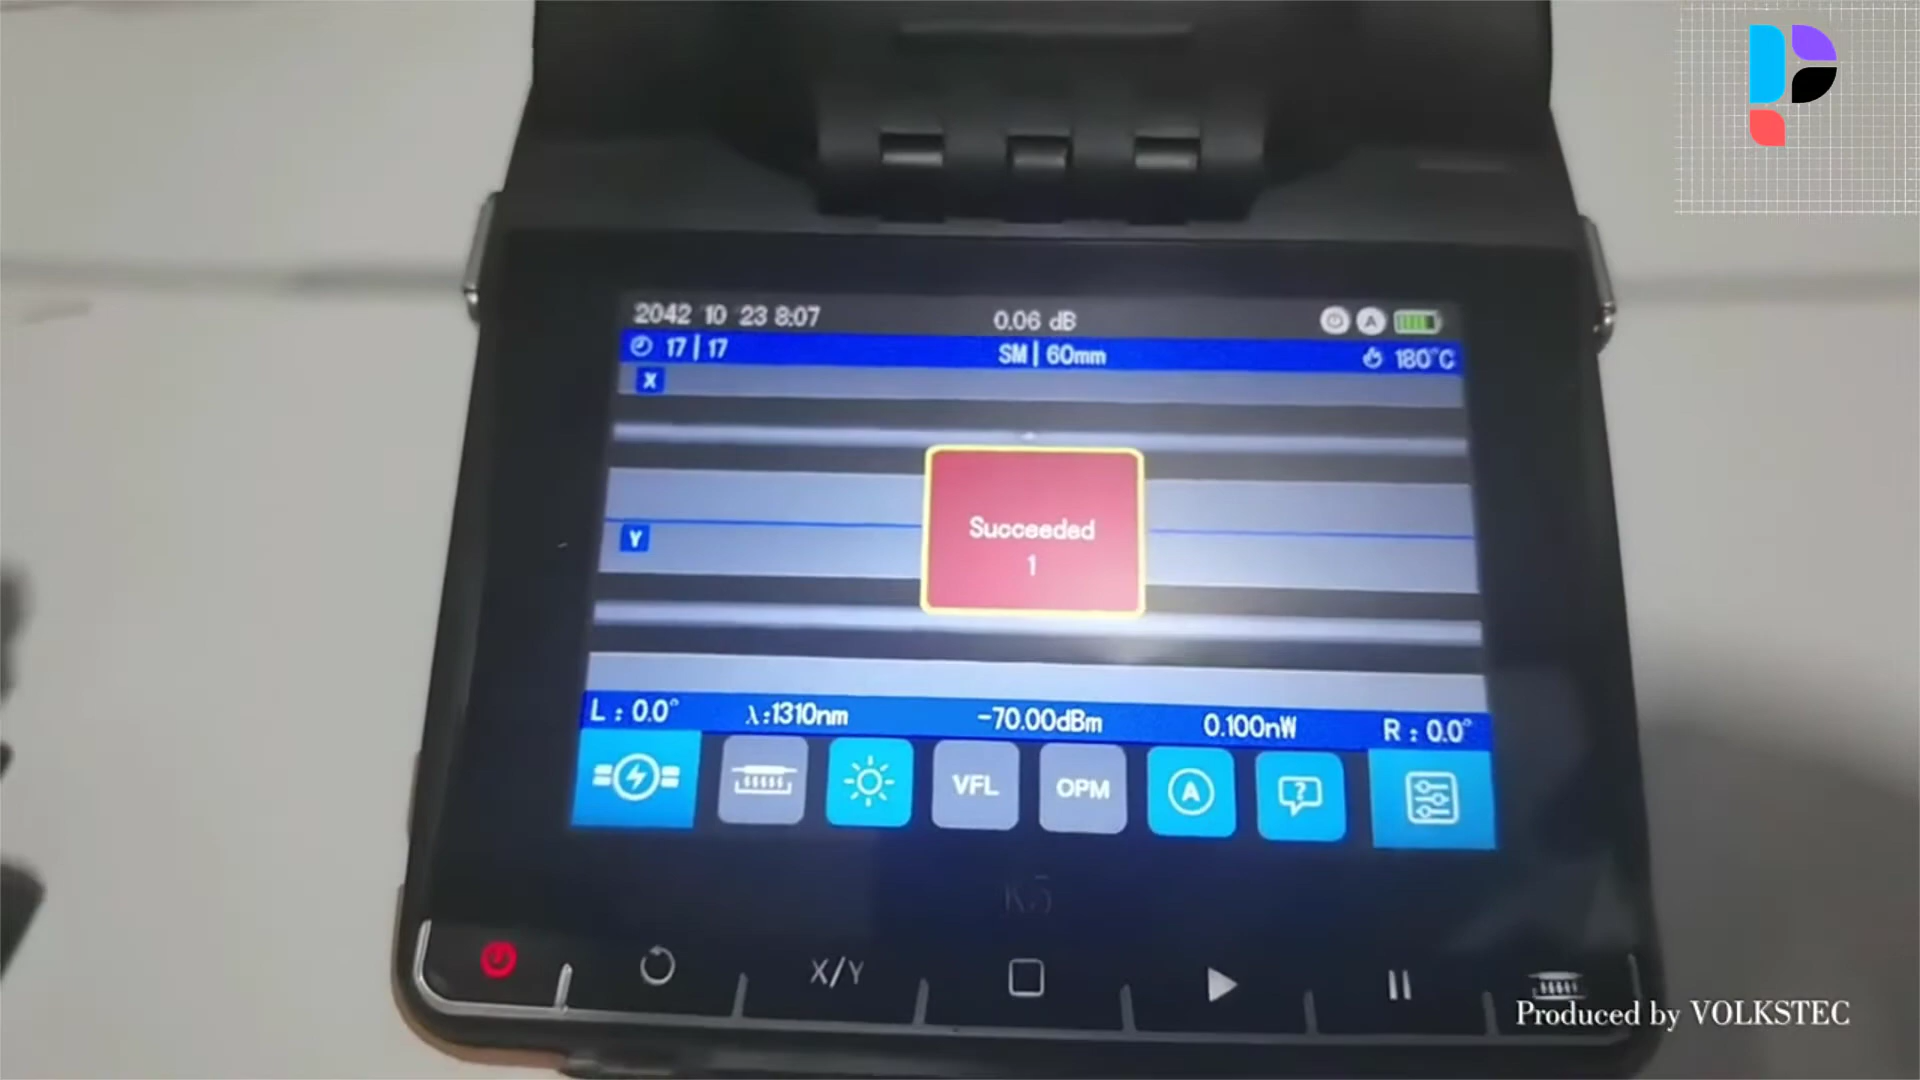 2042 10 23 8:07 0.06 dB A
17 | 17 SM | 60mm 180°C
X
Succeeded
1
Y
L : 0.0° λ:1310nm -70.00dBm 0.100nW R : 0.0°
VFL OPM A ?
K5
X/Y
Produced by VOLKSTEC